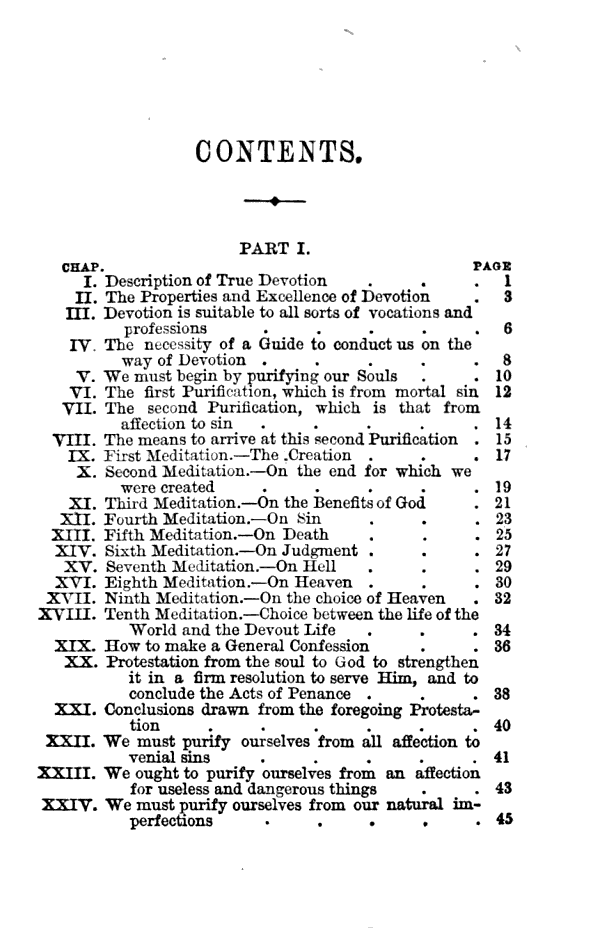 CONTENTS.
PART I.
CHAP. PAGE
I. Description of True Devotion . . . 1
II. The Properties and Excellence of Devotion . 3
III. Devotion is suitable to all sorts of vocations and
professions . . . . . 6
IV. The necessity of a Guide to conduct us on the
way of Devotion . . . . . 8
V. We must begin by purifying our Souls . . 10
VI. The first Purification, which is from mortal sin 12
VII. The second Purification, which is that from
affection to sin . . . . . 14
VIII. The means to arrive at this second Purification . 15
IX. First Meditation.—The .Creation . . . 17
X. Second Meditation.—On the end for which we
were created . . . . . 19
XI. Third Meditation.—On the Benefits of God . 21
XII. Fourth Meditation.—On Sin . . . 23
XIII. Fifth Meditation.—On Death . . . 25
XIV. Sixth Meditation.—On Judgment . . . 27
XV. Seventh Meditation.—On Hell . . . 29
XVI. Eighth Meditation.—On Heaven . . . 30
XVII. Ninth Meditation.—On the choice of Heaven . 32
XVIII. Tenth Meditation.—Choice between the life of the
World and the Devout Life . . . 34
XIX. How to make a General Confession . . 36
XX. Protestation from the soul to God to strengthen
it in a firm resolution to serve Him, and to
conclude the Acts of Penance . . . 38
XXI. Conclusions drawn from the foregoing Protesta-
tion . . . . . . 40
XXII. We must purify ourselves from all affection to
venial sins . . . . . 41
XXIII. We ought to purify ourselves from an affection
for useless and dangerous things . . 43
XXIV. We must purify ourselves from our natural im-
perfections . . . . . 45